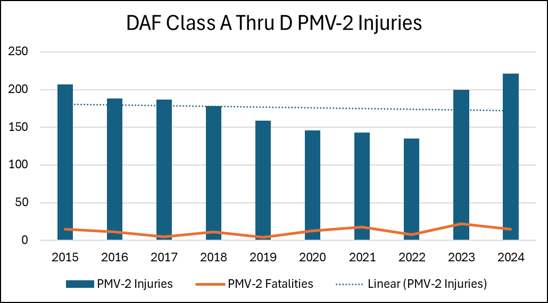 DAF Class A Thru D PMV-2 Injuries
250
200
150
100
50
0
2015 2016 2017 2018 2019 2020 2021 2022 2023 2024
PMV-2 Injuries PMV-2 Fatalities Linear (PMV-2 Injuries)